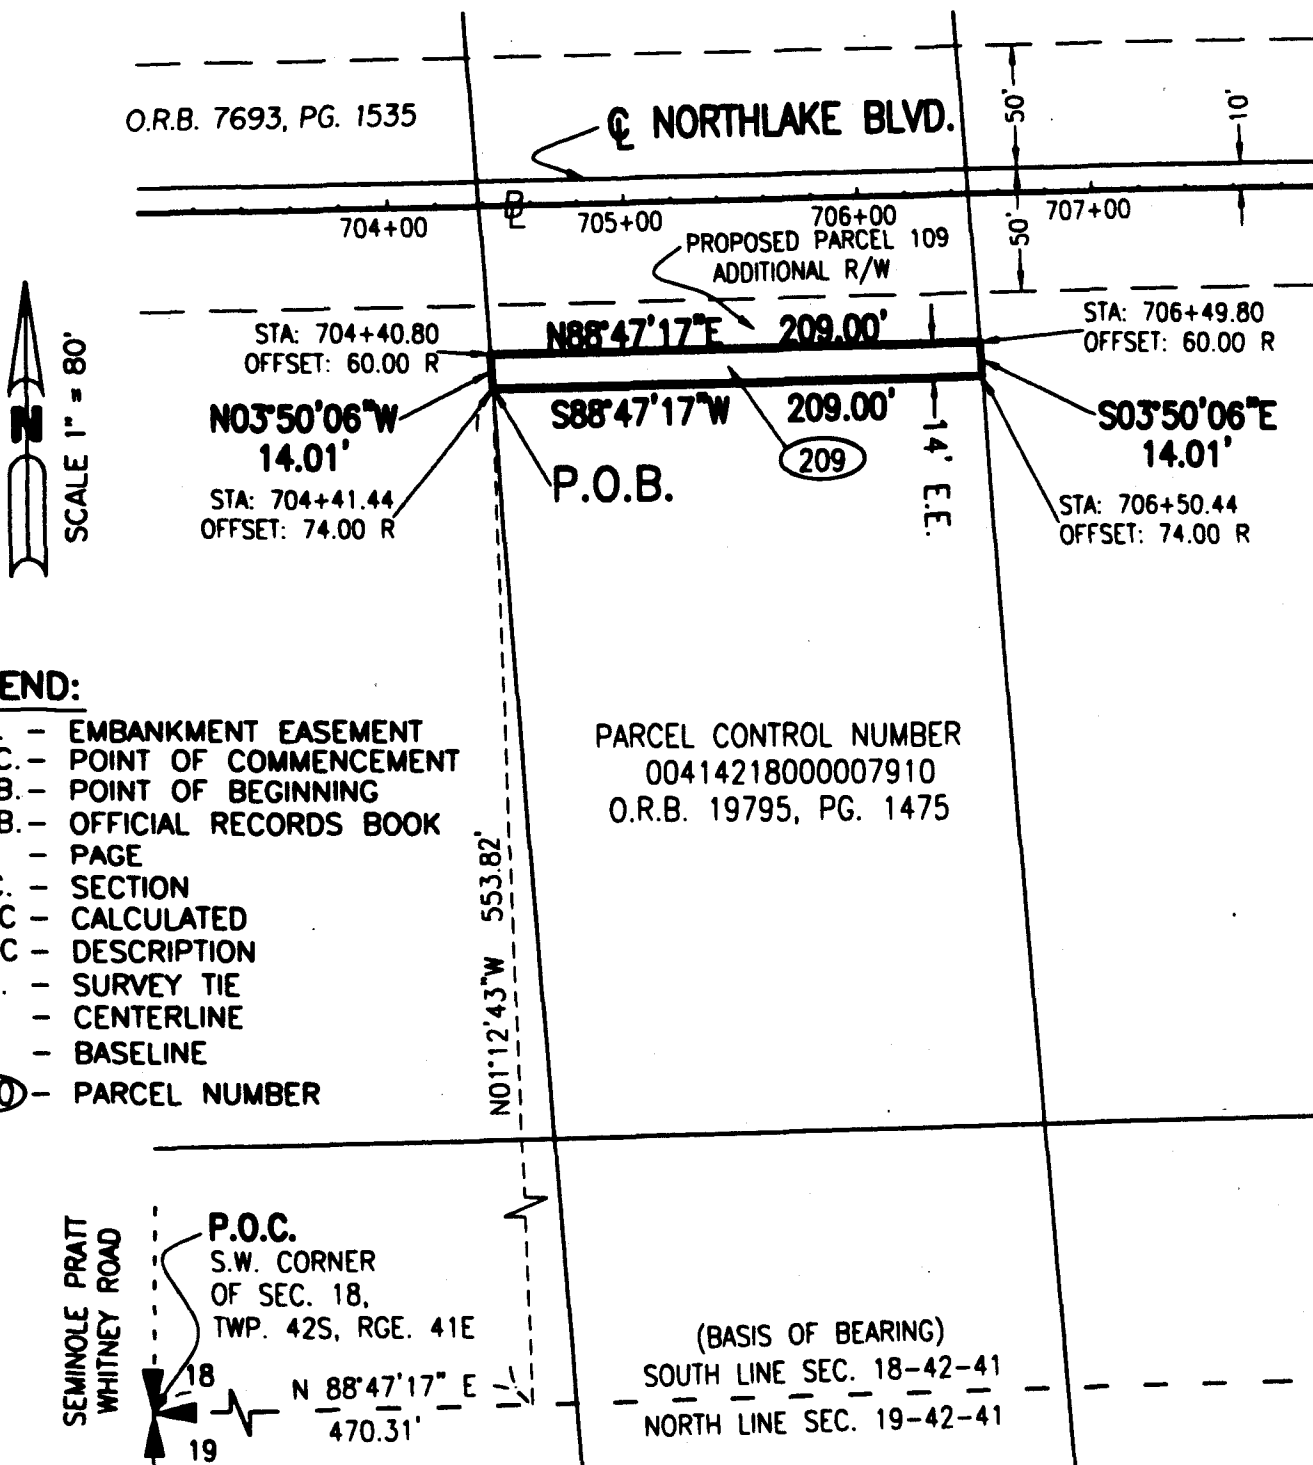 O.R.B. 7693, PG. 1535
℄ NORTHLAKE BLVD.
50'
10'
704+00
BL
705+00
706+00
707+00
50'
PROPOSED PARCEL 109
ADDITIONAL R/W
STA: 704+40.80
OFFSET: 60.00 R
N88°47'17"E 209.00'
STA: 706+49.80
OFFSET: 60.00 R
N
SCALE 1" = 80'
N03°50'06"W
14.01'
S88°47'17"W 209.00'
209
14' E.E.
S03°50'06"E
14.01'
STA: 704+41.44
OFFSET: 74.00 R
P.O.B.
STA: 706+50.44
OFFSET: 74.00 R
END:
. - EMBANKMENT EASEMENT
C. - POINT OF COMMENCEMENT
B. - POINT OF BEGINNING
B. - OFFICIAL RECORDS BOOK
- PAGE
C. - SECTION
C - CALCULATED
C - DESCRIPTION
. - SURVEY TIE
- CENTERLINE
- BASELINE
- PARCEL NUMBER
PARCEL CONTROL NUMBER
00414218000007910
O.R.B. 19795, PG. 1475
N01°12'43"W 553.82'
SEMINOLE PRATT
WHITNEY ROAD
P.O.C.
S.W. CORNER
OF SEC. 18,
TWP. 42S, RGE. 41E
18
19
N 88°47'17" E
470.31'
(BASIS OF BEARING)
SOUTH LINE SEC. 18-42-41
NORTH LINE SEC. 19-42-41